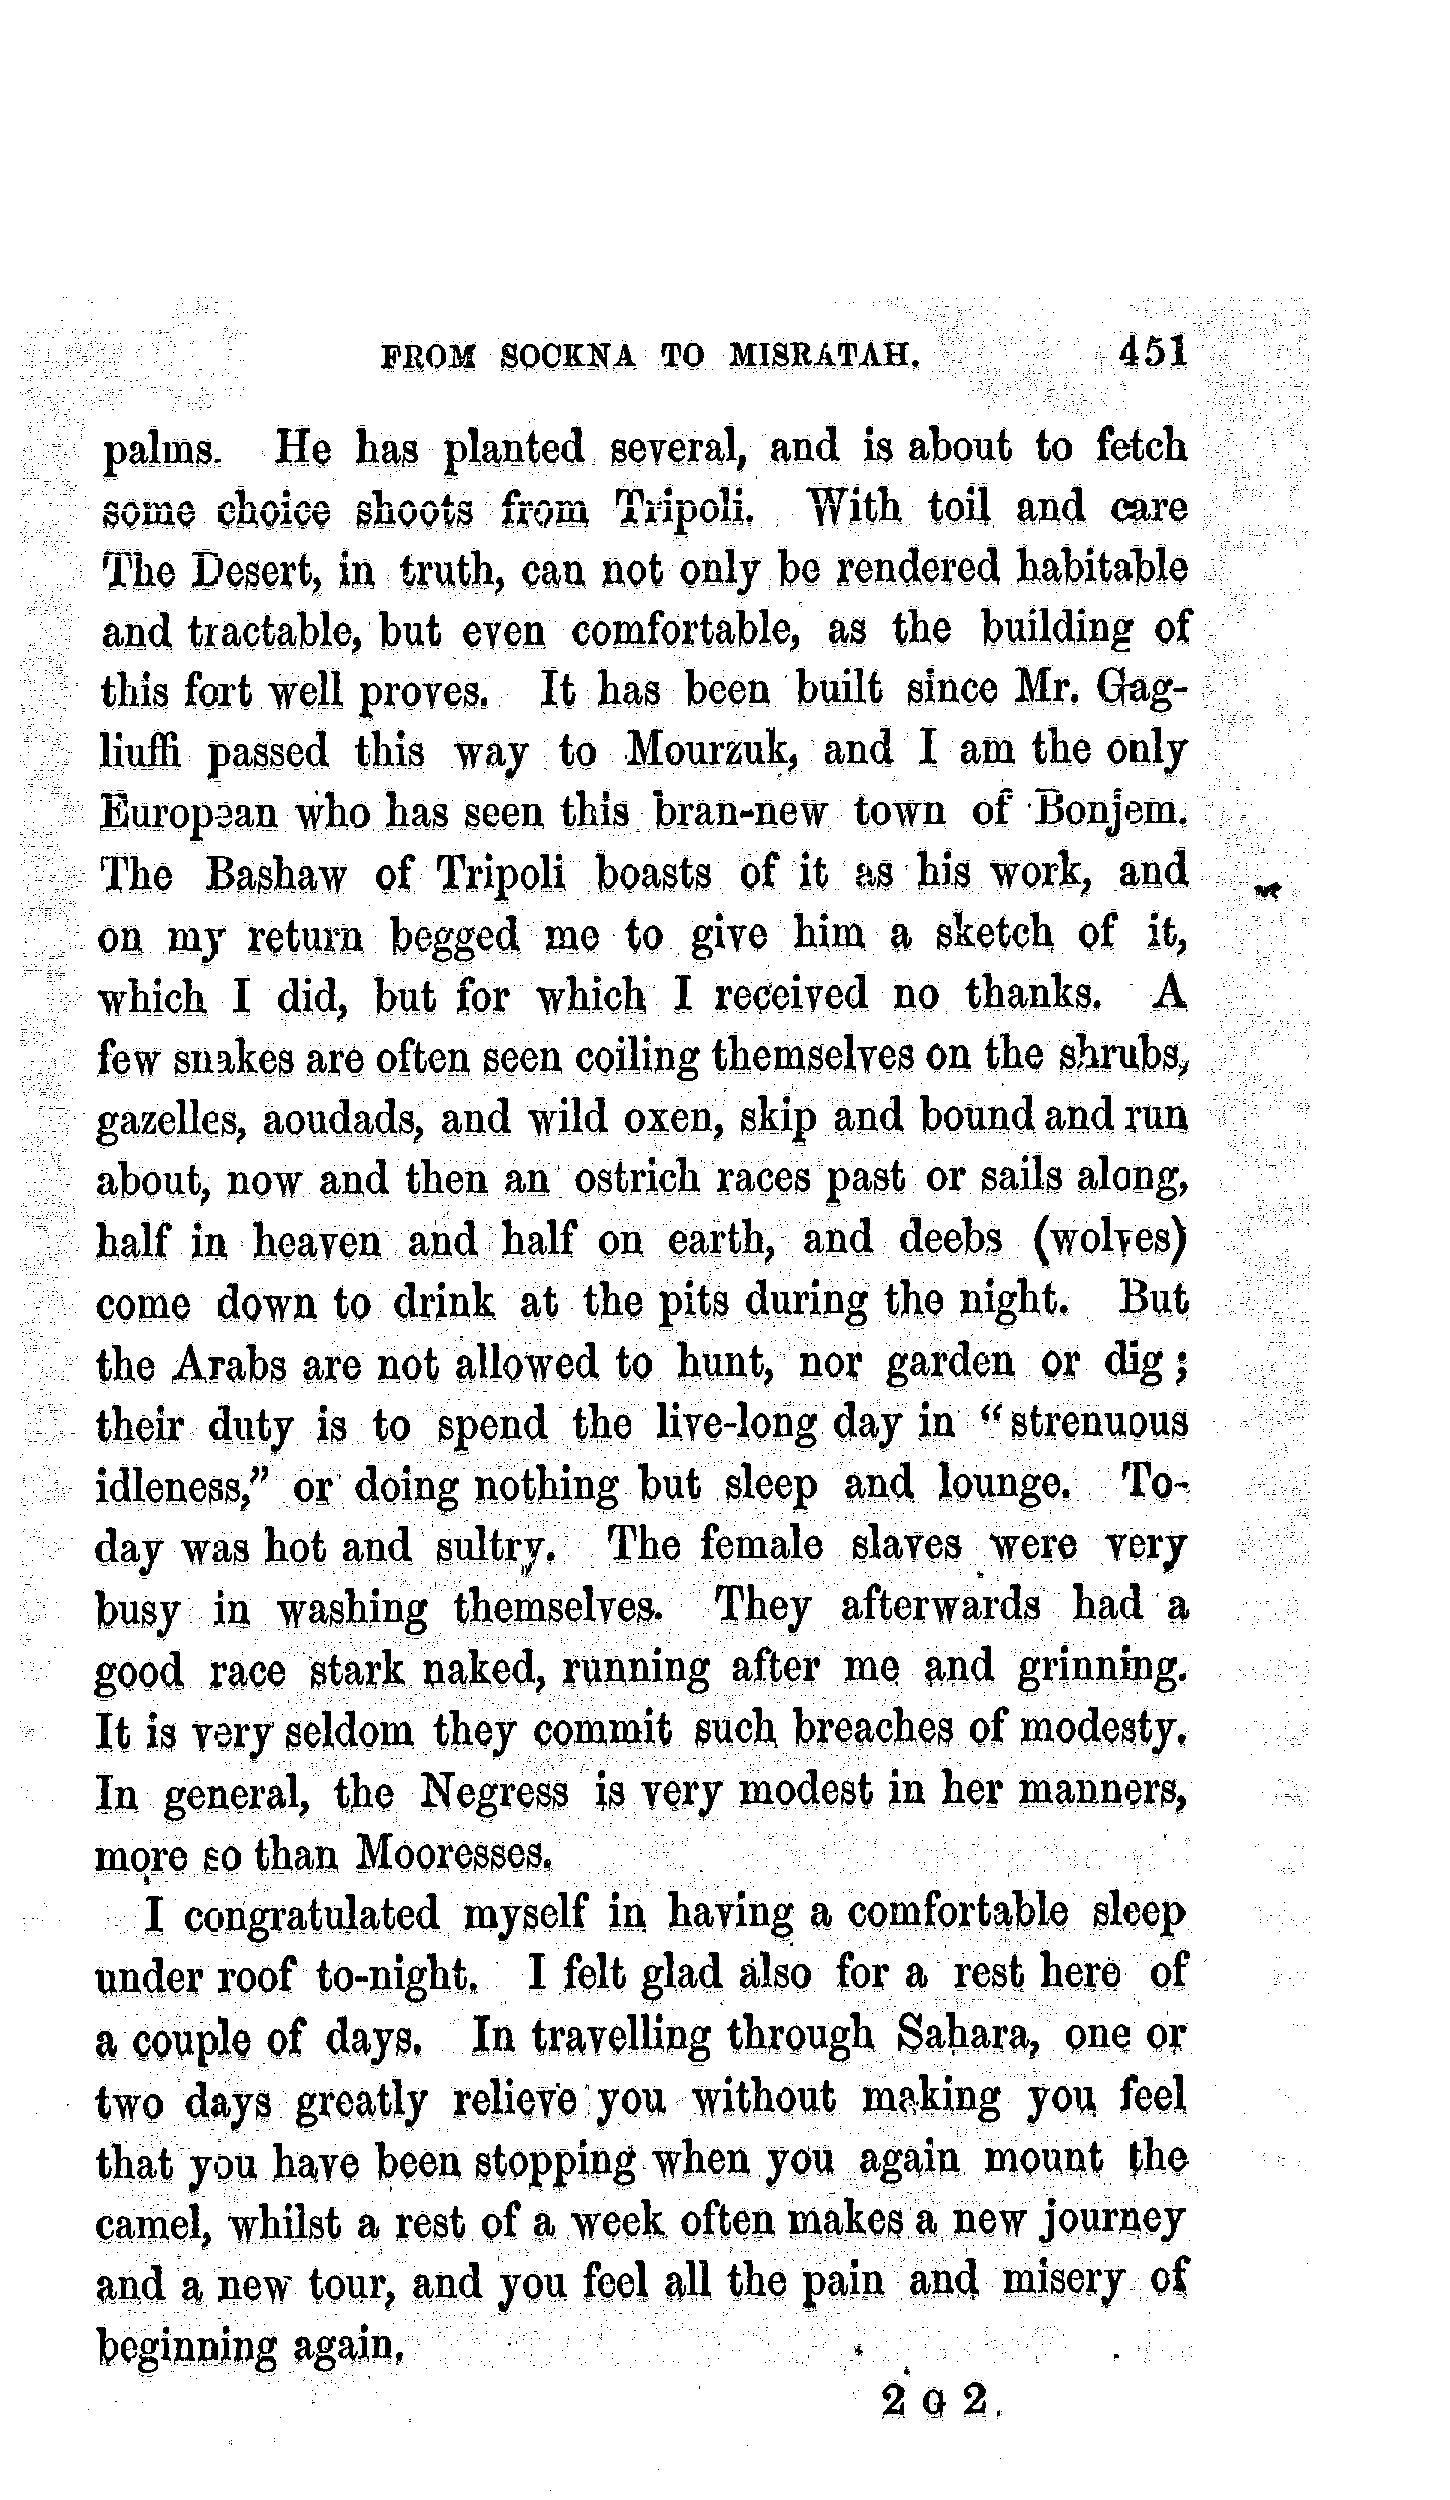 FROM SOCKNA TO MISRATAH. 451
palms. He has planted several, and is about to fetch
some choice shoots from Tripoli. With toil and care
The Desert, in truth, can not only be rendered habitable
and tractable, but even comfortable, as the building of
this fort well proves. It has been built since Mr. Gag-
liuffi passed this way to Mourzuk, and I am the only
European who has seen this bran-new town of Bonjem.
The Bashaw of Tripoli boasts of it as his work, and
on my return begged me to give him a sketch of it,
which I did, but for which I received no thanks. A
few snakes are often seen coiling themselves on the shrubs,
gazelles, aoudads, and wild oxen, skip and bound and run
about, now and then an ostrich races past or sails along,
half in heaven and half on earth, and deebs (wolves)
come down to drink at the pits during the night. But
the Arabs are not allowed to hunt, nor garden or dig;
their duty is to spend the live-long day in "strenuous
idleness," or doing nothing but sleep and lounge. To-
day was hot and sultry. The female slaves were very
busy in washing themselves. They afterwards had a
good race stark naked, running after me and grinning.
It is very seldom they commit such breaches of modesty.
In general, the Negress is very modest in her manners,
more so than Mooresses.
I congratulated myself in having a comfortable sleep
under roof to-night. I felt glad also for a rest here of
a couple of days. In travelling through Sahara, one or
two days greatly relieve you without making you feel
that you have been stopping when you again mount the
camel, whilst a rest of a week often makes a new journey
and a new tour, and you feel all the pain and misery of
beginning again.
2 G 2.